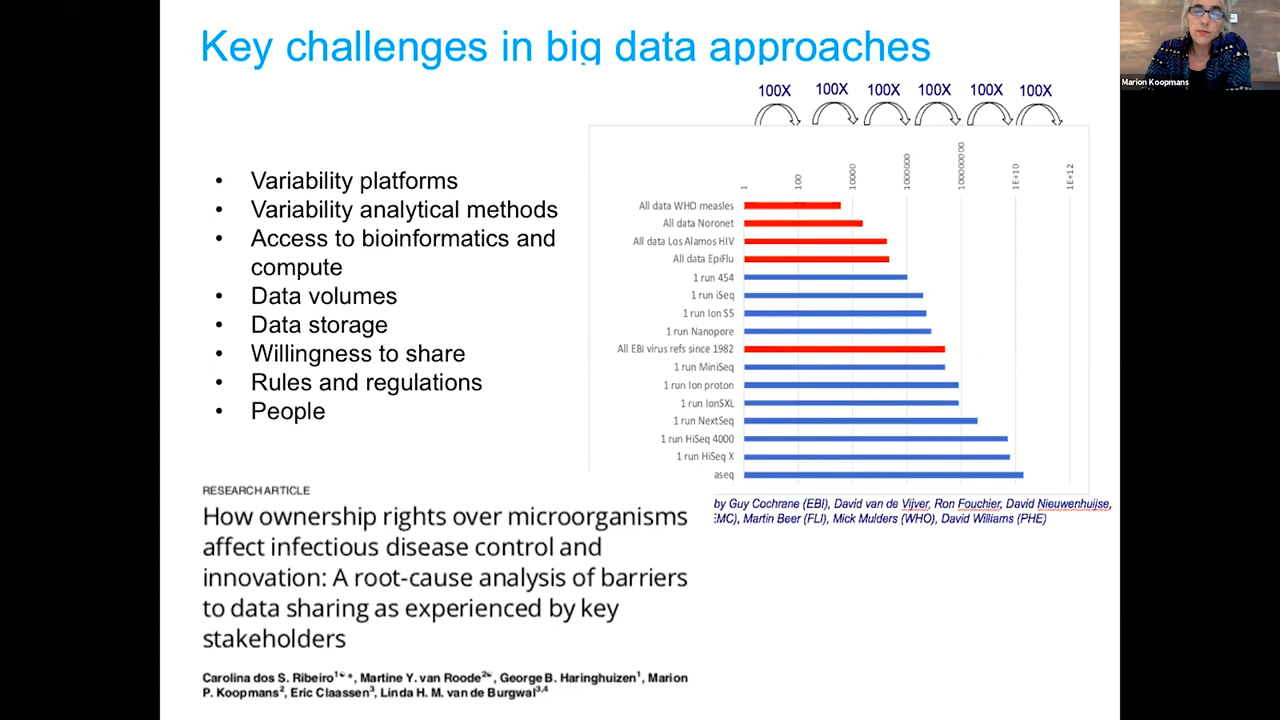 Key challenges in big data approaches
Marion Koopmans
100X 100X 100X 100X 100X 100X
• Variability platforms
• Variability analytical methods
• Access to bioinformatics and
compute
• Data volumes
• Data storage
• Willingness to share
• Rules and regulations
• People
1 100 10000 1000000 100000000 1E+10 1E+12
All data WHO measles
All data Noronet
All data Los Alamos HIV
All data EpiFlu
1 run 454
1 run iSeq
1 run Ion S5
1 run Nanopore
All EBI virus refs since 1982
1 run MiniSeq
1 run Ion proton
1 run IonSXL
1 run NextSeq
1 run HiSeq 4000
1 run HiSeq X
aseq
by Guy Cochrane (EBI), David van de Vijver, Ron Fouchier, David Nieuwenhuijse,
EMC), Martin Beer (FLI), Mick Mulders (WHO), David Williams (PHE)
RESEARCH ARTICLE
How ownership rights over microorganisms
affect infectious disease control and
innovation: A root-cause analysis of barriers
to data sharing as experienced by key
stakeholders
Carolina dos S. Ribeiro1*, Martine Y. van Roode2, George B. Haringhuizen1, Marion
P. Koopmans2, Eric Claassen3, Linda H. M. van de Burgwal3,4